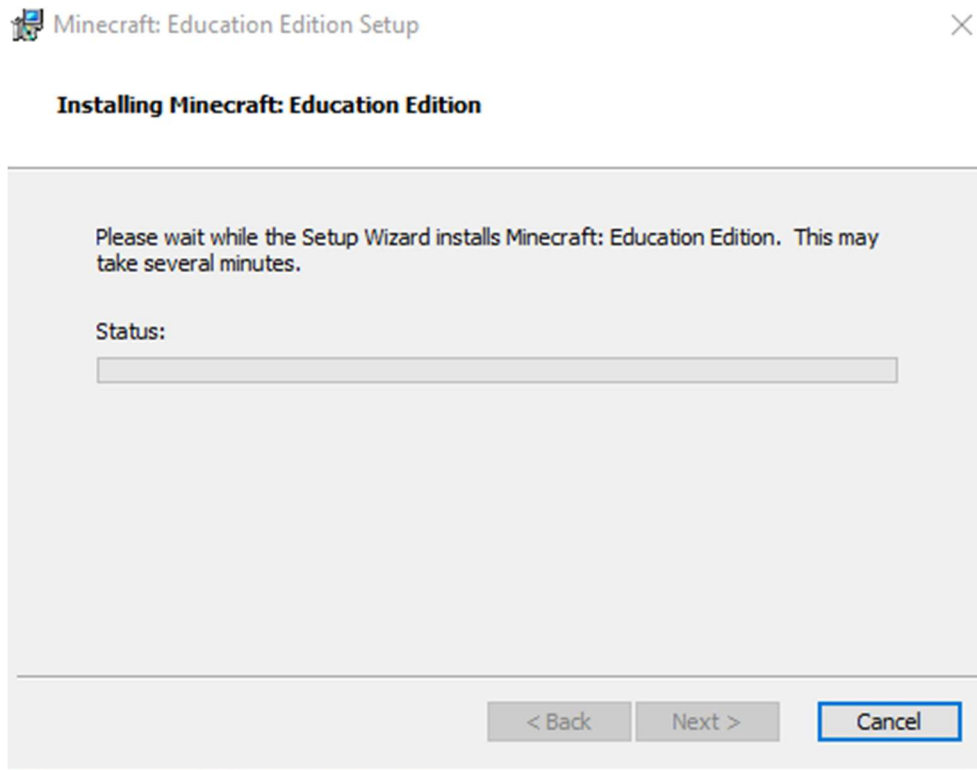 Minecraft: Education Edition Setup
Installing Minecraft: Education Edition
Please wait while the Setup Wizard installs Minecraft: Education Edition.  This may
take several minutes.
Status:
< Back Next > Cancel